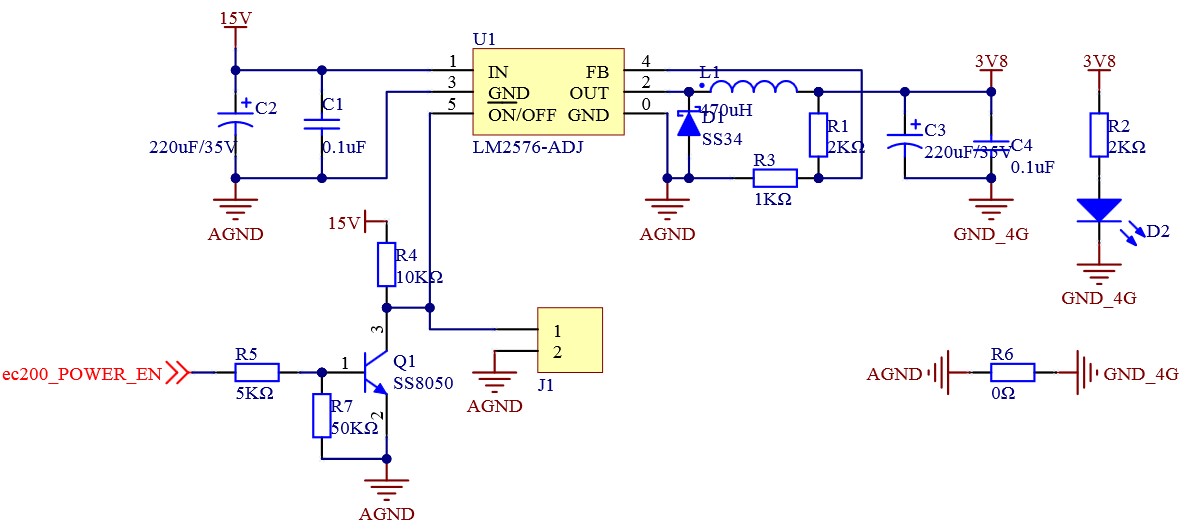 15V
C2
220uF/35V
C1
0.1uF
AGND
U1
1
IN
3
GND
5
ON/OFF
FB
4
OUT
2
GND
0
LM2576-ADJ
L1
470uH
D1
SS34
R1
2KΩ
R3
1KΩ
AGND
3V8
C3
220uF/35V
C4
0.1uF
GND_4G
3V8
R2
2KΩ
D2
GND_4G
15V
R4
10KΩ
3
1
2
J1
AGND
ec200_POWER_EN
R5
5KΩ
1
Q1
SS8050
2
R7
50KΩ
AGND
AGND
R6
0Ω
GND_4G